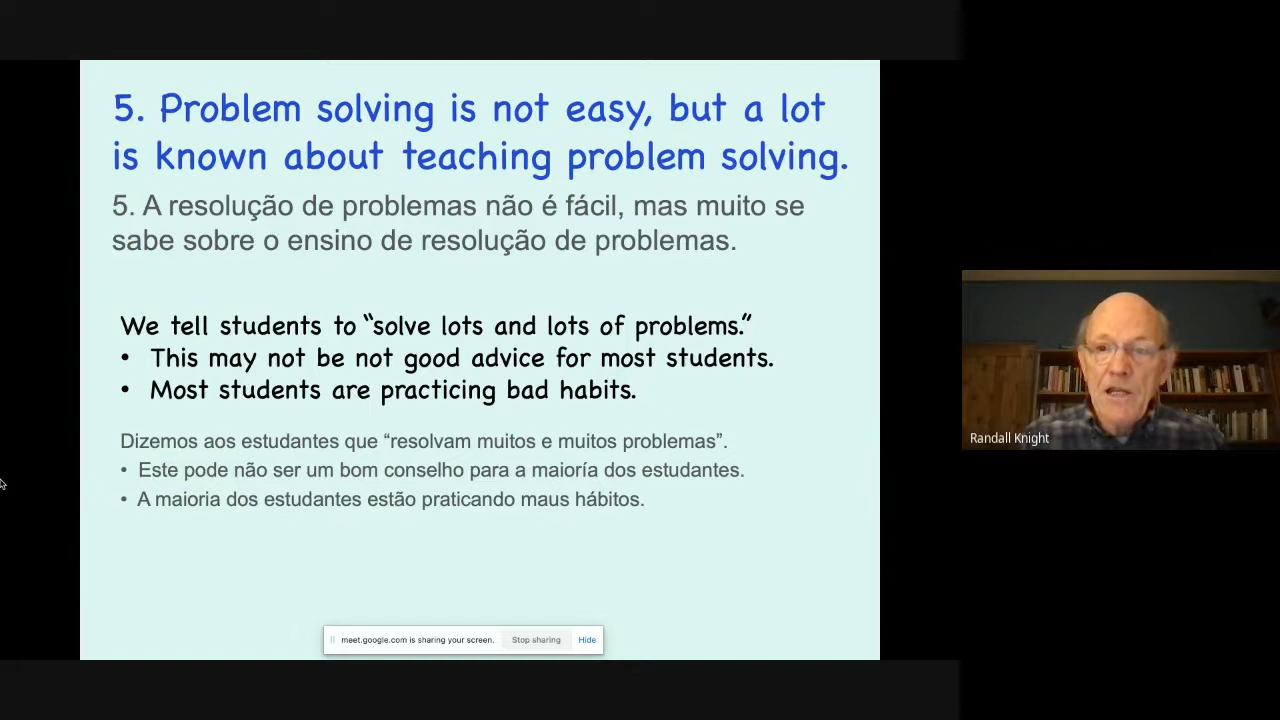 5. Problem solving is not easy, but a lot
is known about teaching problem solving.
5. A resolução de problemas não é fácil, mas muito se
sabe sobre o ensino de resolução de problemas.
We tell students to “solve lots and lots of problems.”
• This may not be not good advice for most students.
• Most students are practicing bad habits.
Dizemos aos estudantes que “resolvam muitos e muitos problemas”.
• Este pode não ser um bom conselho para a maioría dos estudantes.
• A maioria dos estudantes estão praticando maus hábitos.
meet.google.com is sharing your screen. Stop sharing Hide
Randall Knight